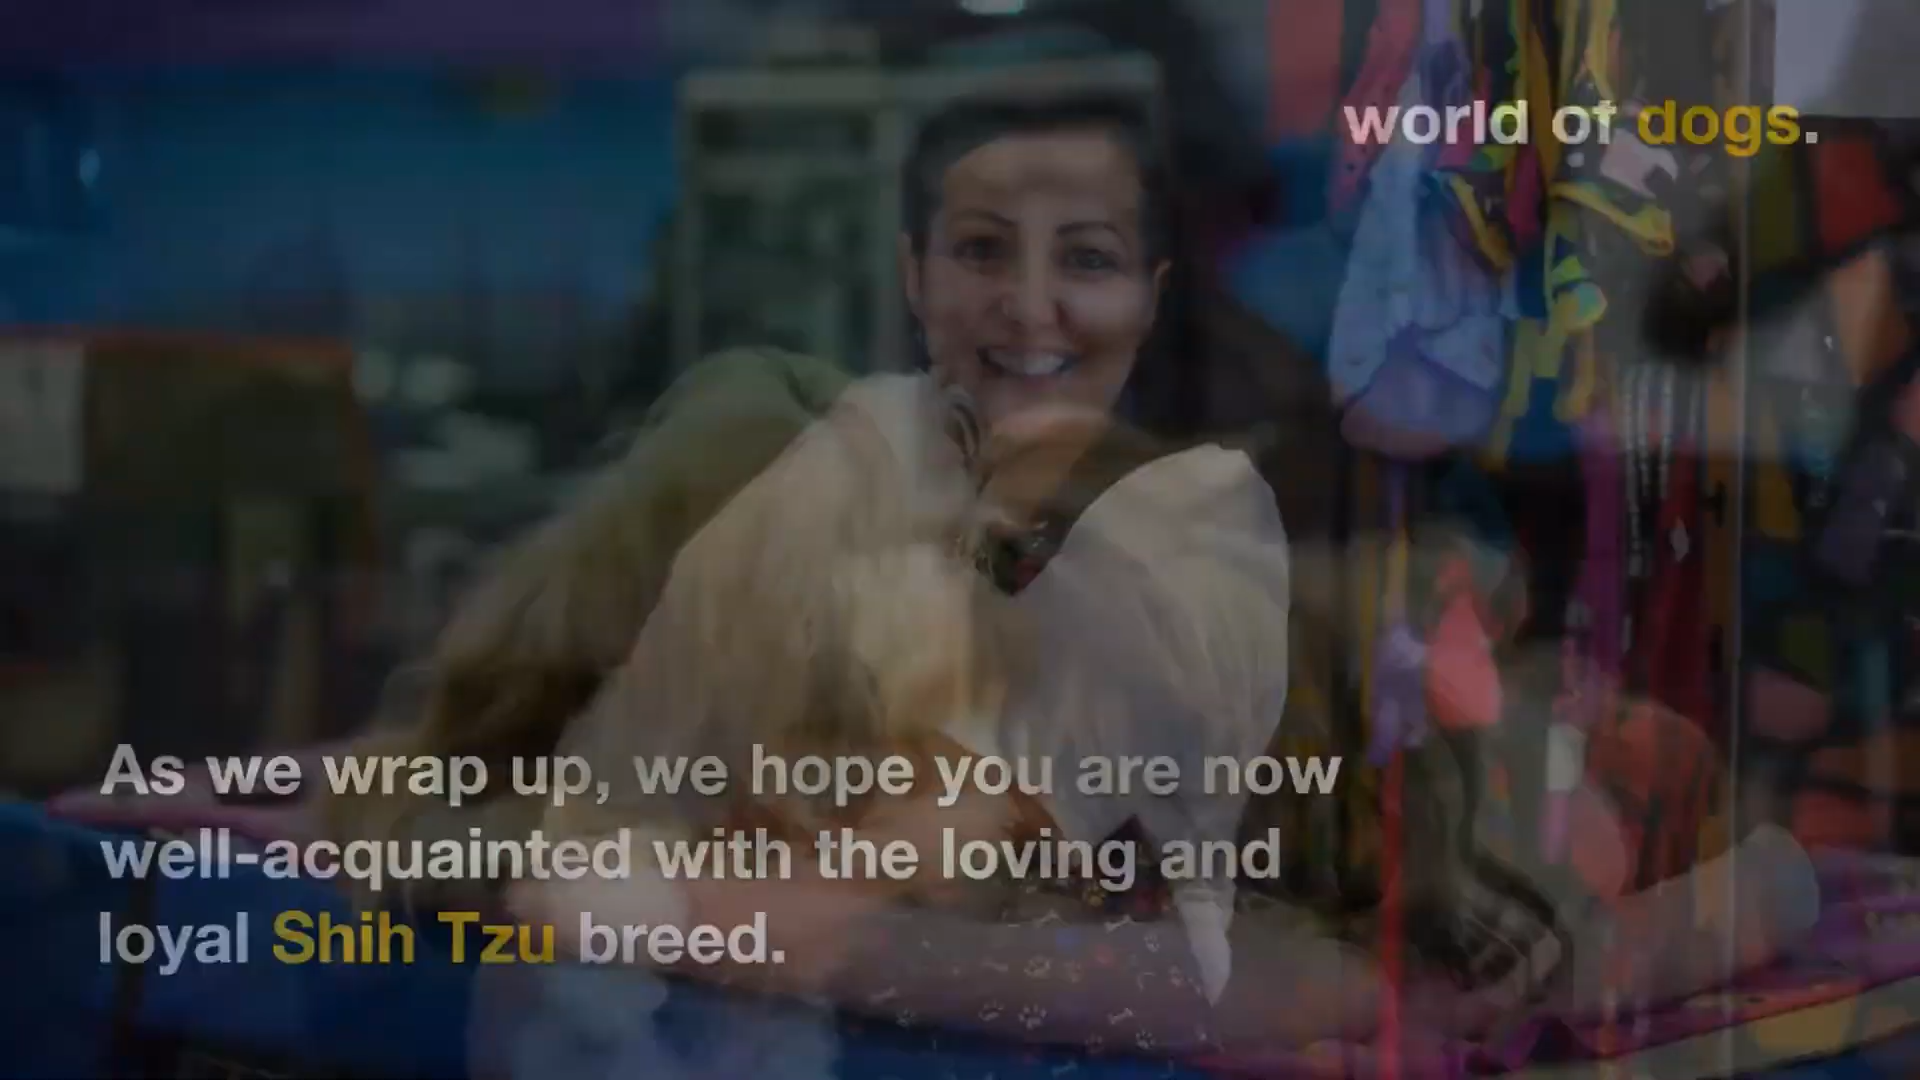 world of dogs.
As we wrap up, we hope you are now
well-acquainted with the loving and
loyal Shih Tzu breed.